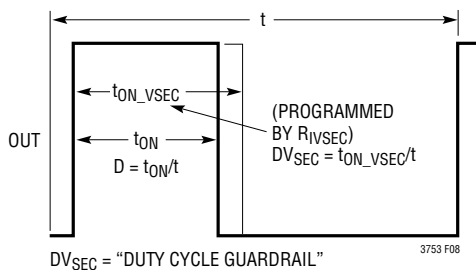 t
tON_VSEC
(PROGRAMMED
BY RIVSEC)
DVSEC = tON_VSEC/t
OUT
tON
D = tON/t
3753 F08
DVSEC = “DUTY CYCLE GUARDRAIL”